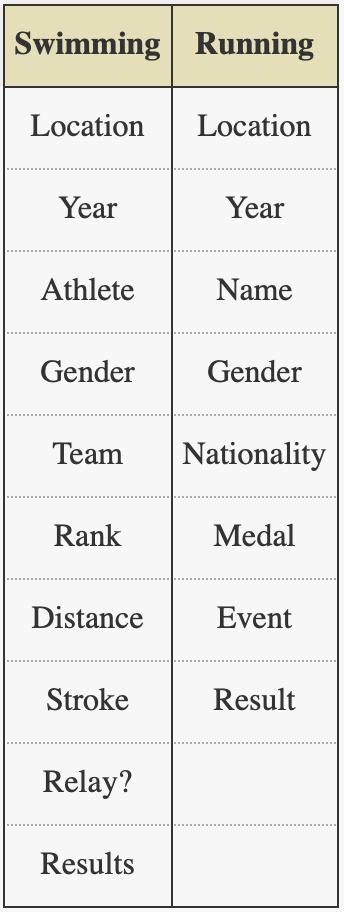 Swimming Running
Location Location
Year Year
Athlete Name
Gender Gender
Team Nationality
Rank Medal
Distance Event
Stroke Result
Relay?
Results